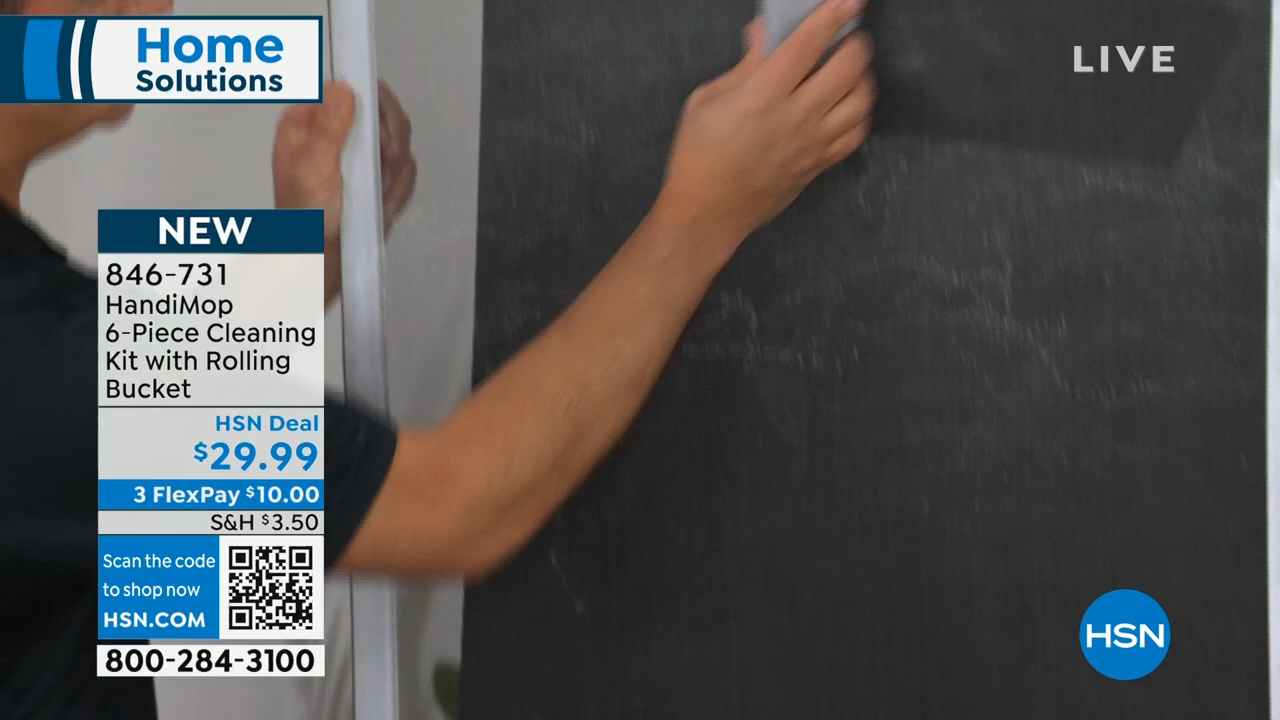 Home
Solutions
LIVE
NEW
846-731
HandiMop
6-Piece Cleaning
Kit with Rolling
Bucket
HSN Deal
$29.99
3 FlexPay $10.00
S&H $3.50
Scan the code
to shop now
HSN.COM
800-284-3100
HSN